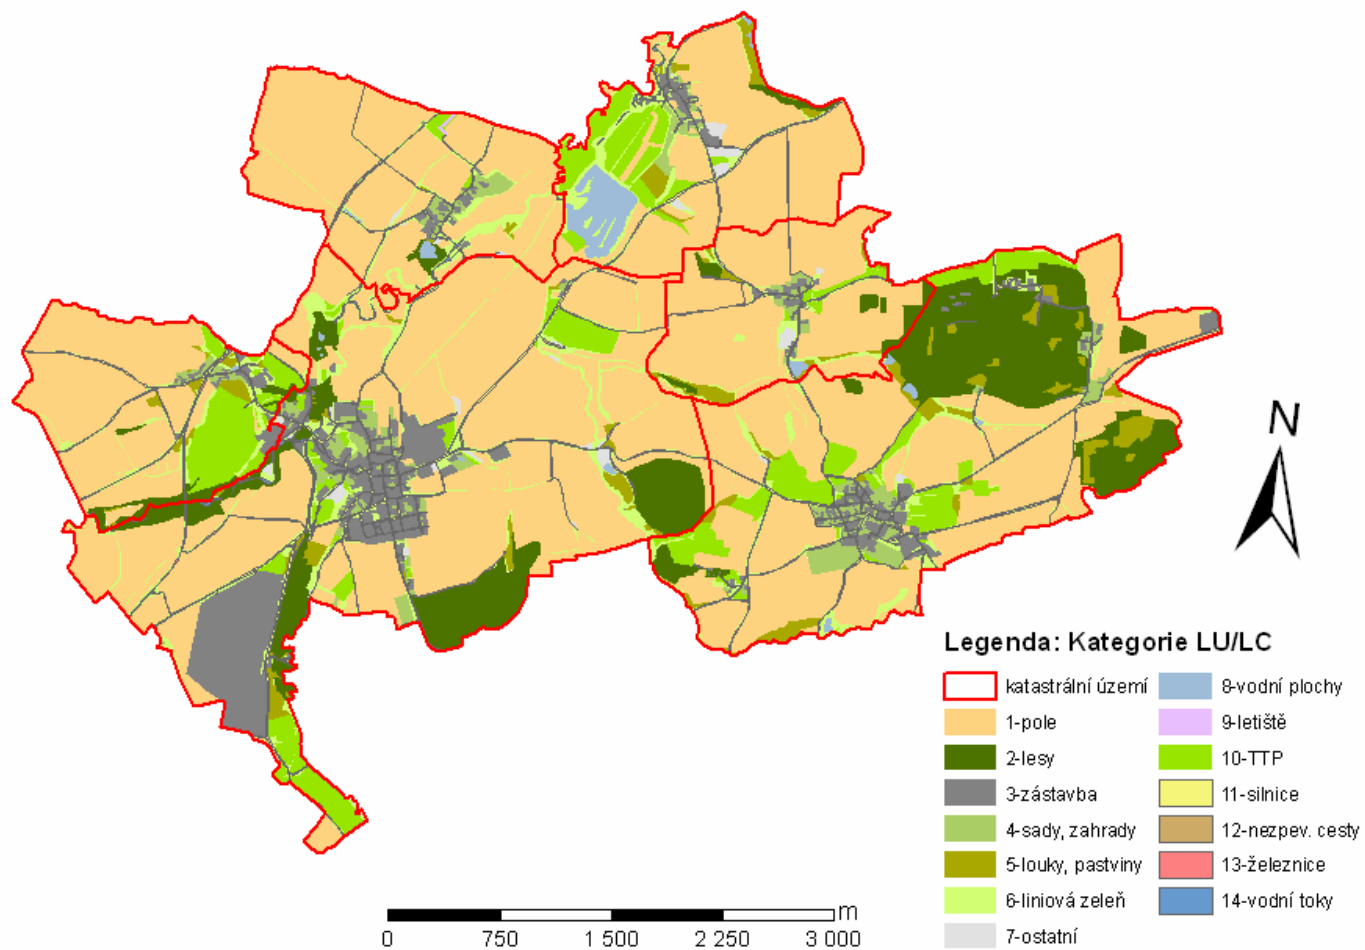 N
Legenda: Kategorie LU/LC
katastrální území
1-pole
2-lesy
3-zástavba
4-sady, zahrady
5-louky, pastviny
6-liniová zeleň
7-ostatní
8-vodní plochy
9-letiště
10-TTP
11-silnice
12-nezpev. cesty
13-železnice
14-vodní toky
m
0 750 1 500 2 250 3 000